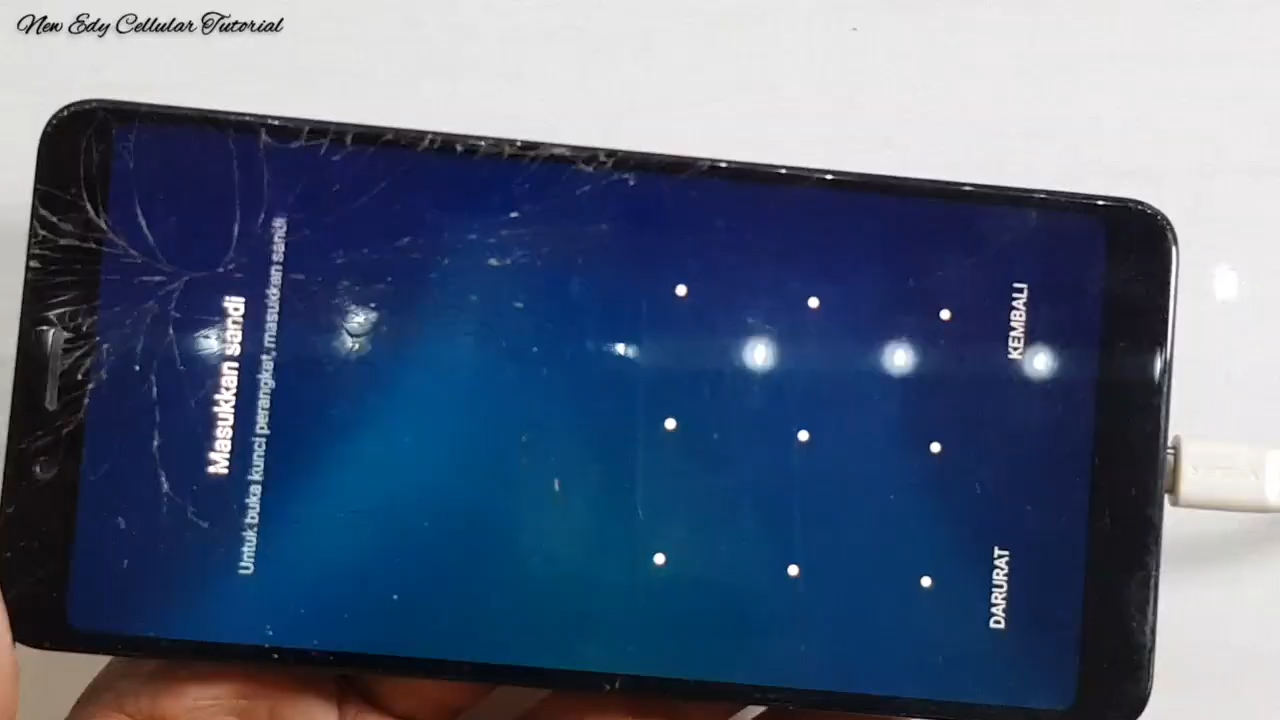 New Edy Cellular Tutorial
Masukkan sandi
Untuk buka kunci perangkat, masukkan sandi
DARURAT
KEMBALI